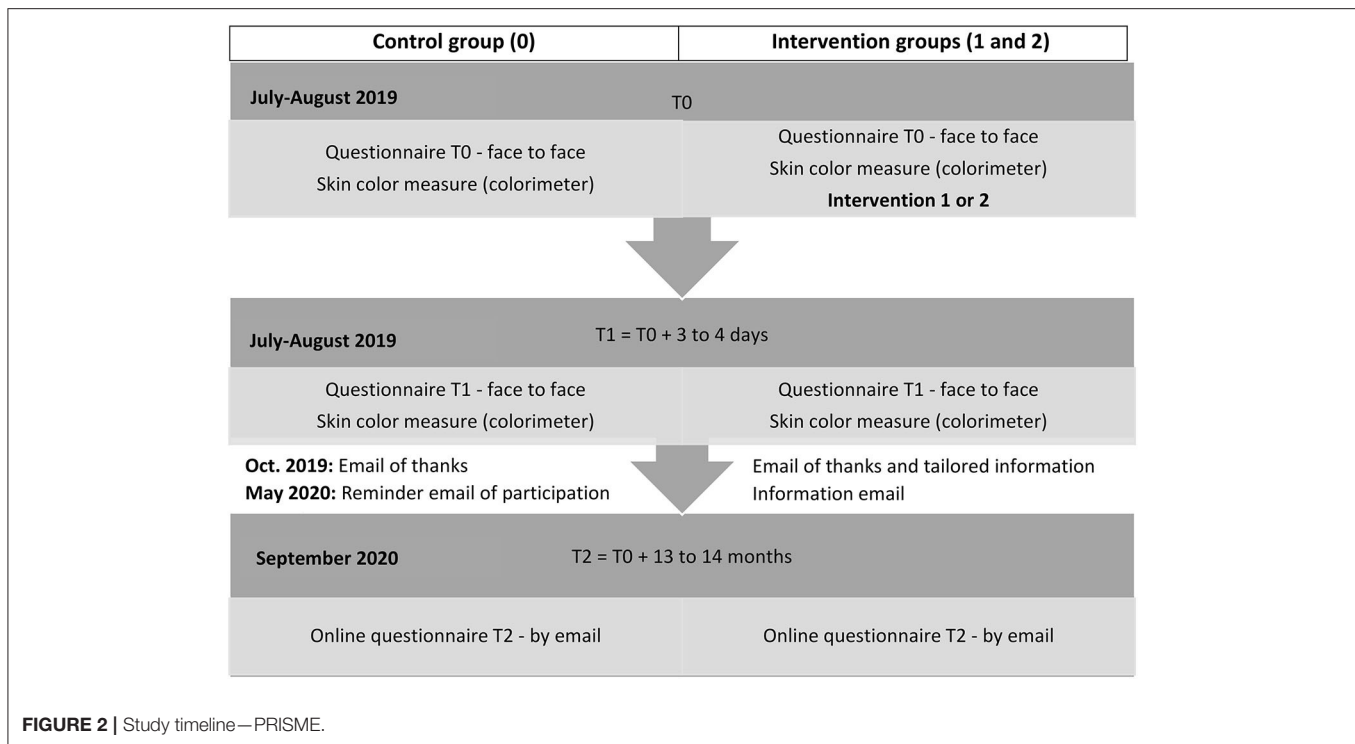 Control group (0) Intervention groups (1 and 2)
July-August 2019 T0
Questionnaire T0 - face to face
Skin color measure (colorimeter)
Questionnaire T0 - face to face
Skin color measure (colorimeter)
Intervention 1 or 2
July-August 2019 T1 = T0 + 3 to 4 days
Questionnaire T1 - face to face
Skin color measure (colorimeter)
Questionnaire T1 - face to face
Skin color measure (colorimeter)
Oct. 2019: Email of thanks
May 2020: Reminder email of participation
Email of thanks and tailored information
Information email
September 2020 T2 = T0 + 13 to 14 months
Online questionnaire T2 - by email
Online questionnaire T2 - by email
FIGURE 2 | Study timeline—PRISME.